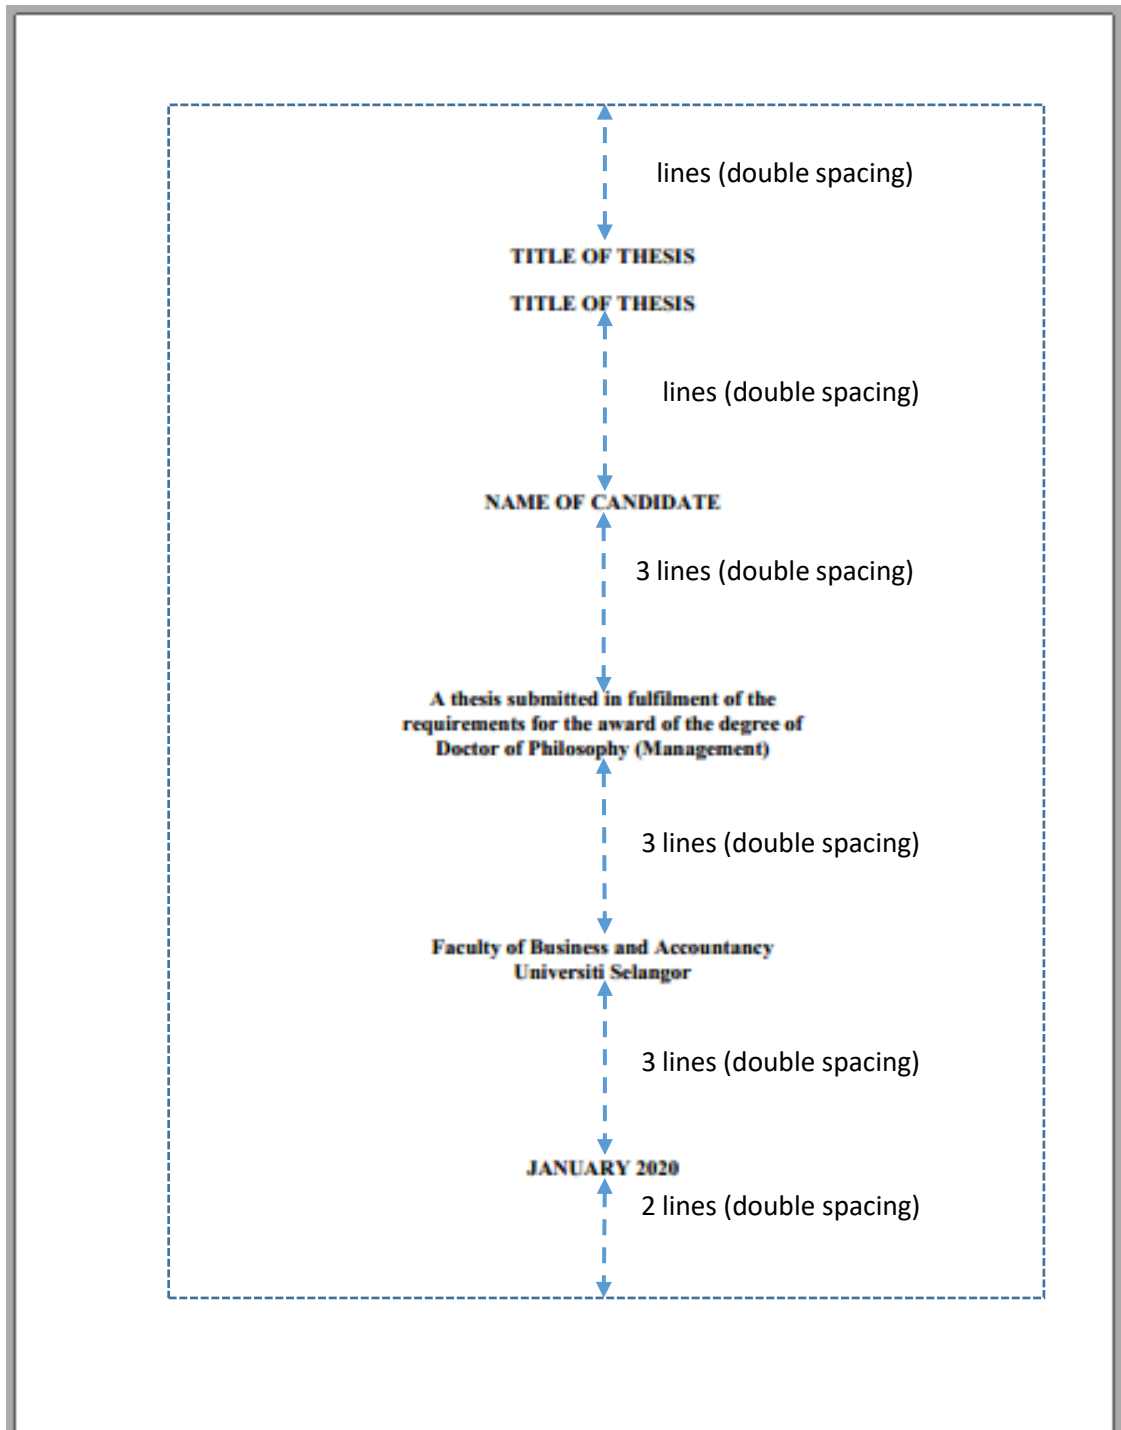 lines (double spacing)
TITLE OF THESIS
TITLE OF THESIS
lines (double spacing)
NAME OF CANDIDATE
3 lines (double spacing)
A thesis submitted in fulfilment of the
requirements for the award of the degree of
Doctor of Philosophy (Management)
3 lines (double spacing)
Faculty of Business and Accountancy
Universiti Selangor
3 lines (double spacing)
JANUARY 2020
2 lines (double spacing)